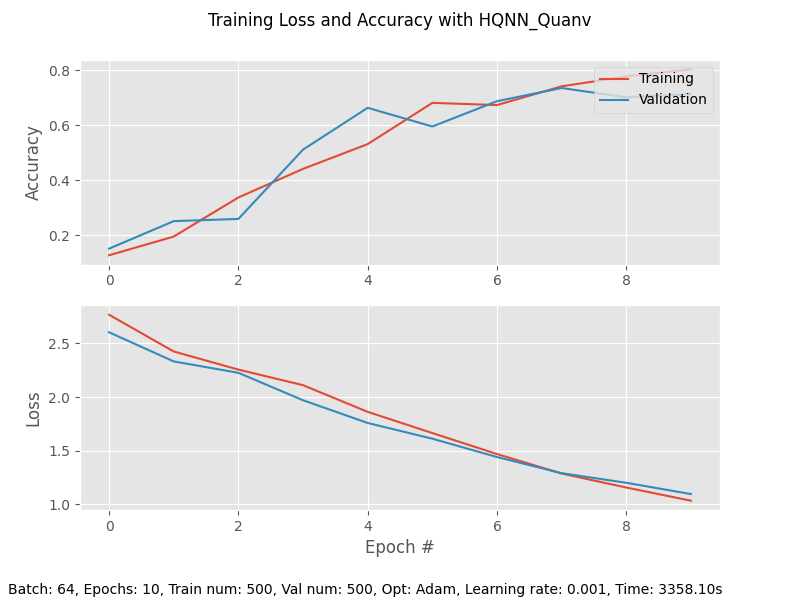 Training Loss and Accuracy with HQNN_Quanv
0.8
0.6
0.4
0.2
Accuracy
Training
Validation
0 2 4 6 8
2.5
2.0
1.5
1.0
Loss
0 2 4 6 8
Epoch #
Batch: 64, Epochs: 10, Train num: 500, Val num: 500, Opt: Adam, Learning rate: 0.001, Time: 3358.10s